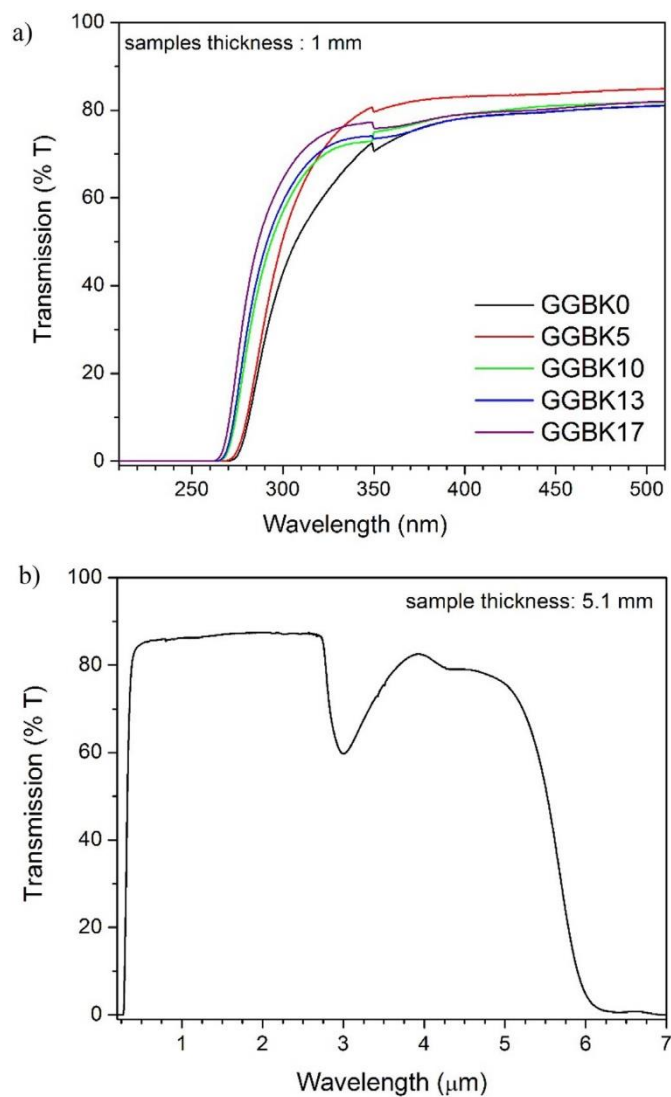 a)
100
samples thickness : 1 mm
80
60
40
20
0
Transmission (% T)
GGBK0
GGBK5
GGBK10
GGBK13
GGBK17
250 300 350 400 450 500
Wavelength (nm)
b)
100
sample thickness: 5.1 mm
80
60
40
20
0
Transmission (% T)
1 2 3 4 5 6 7
Wavelength (μm)